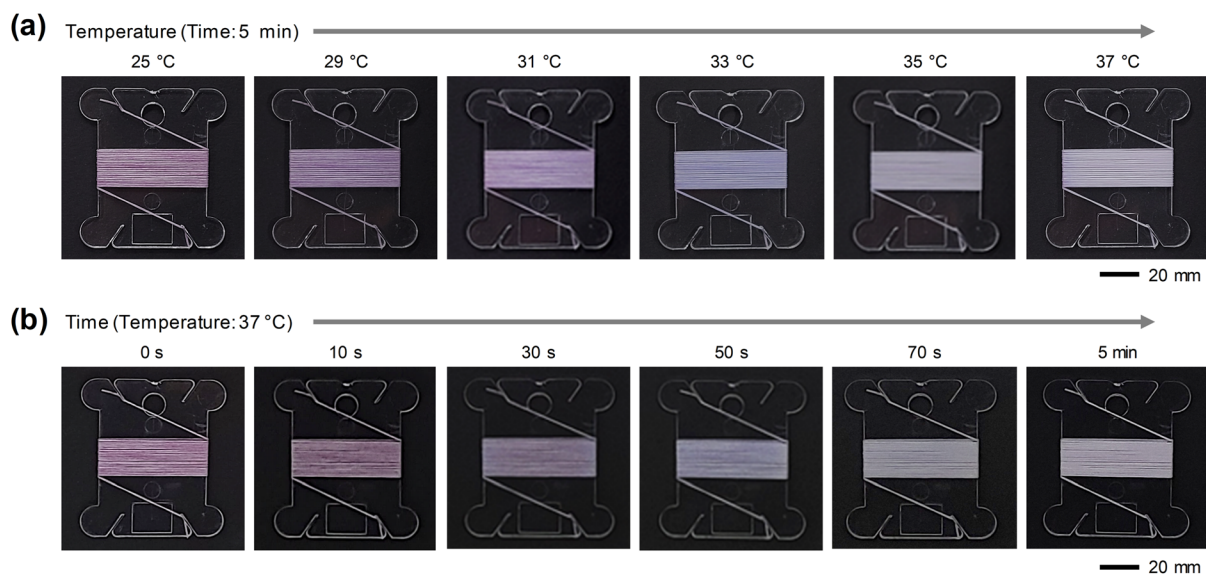 (a) Temperature (Time: 5 min)
25 °C 29 °C 31 °C 33 °C 35 °C 37 °C
20 mm
(b) Time (Temperature: 37 °C)
0 s 10 s 30 s 50 s 70 s 5 min
20 mm